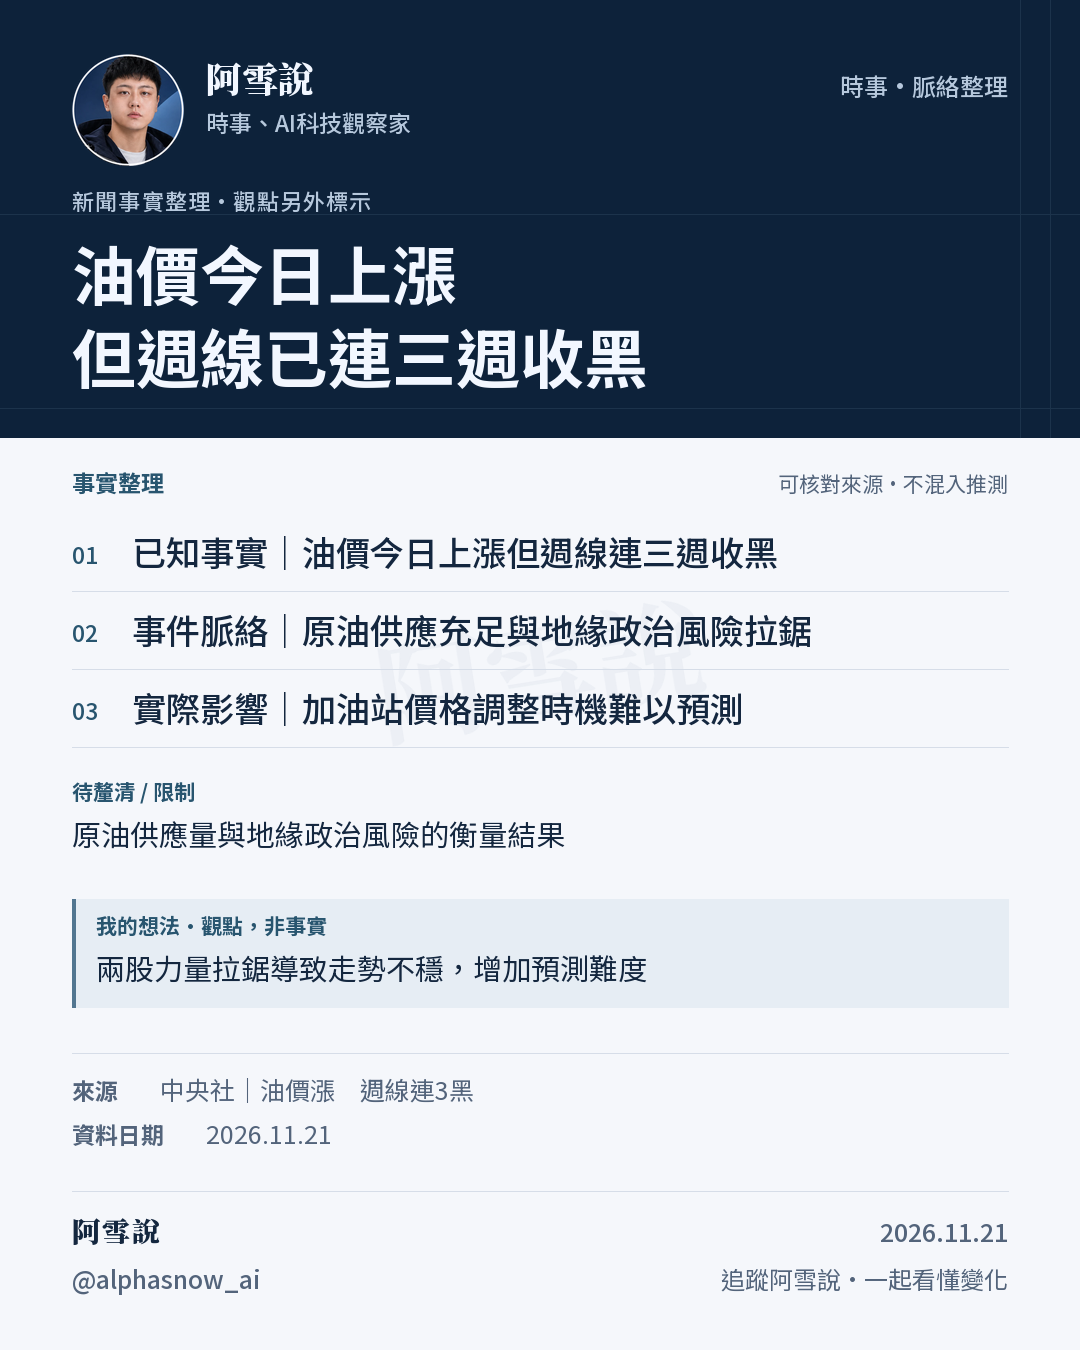 阿雪說
時事、AI科技觀察家
時事・脈絡整理
新聞事實整理・觀點另外標示
油價今日上漲
但週線已連三週收黑
事實整理
可核對來源・不混入推測
01 已知事實｜油價今日上漲但週線連三週收黑
02 事件脈絡｜原油供應充足與地緣政治風險拉鋸
03 實際影響｜加油站價格調整時機難以預測
阿雪說
待釐清 / 限制
原油供應量與地緣政治風險的衡量結果
我的想法・觀點，非事實
兩股力量拉鋸導致走勢不穩，增加預測難度
來源 中央社｜油價漲　週線連3黑
資料日期 2026.11.21
阿雪說
2026.11.21
@alphasnow_ai
追蹤阿雪說・一起看懂變化